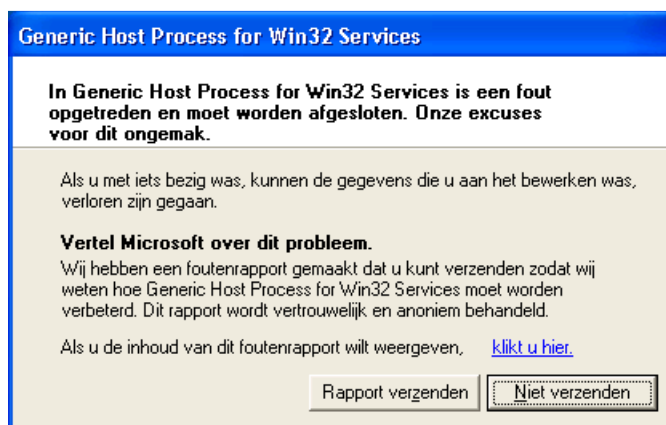 Generic Host Process for Win32 Services
In Generic Host Process for Win32 Services is een fout
opgetreden en moet worden afgesloten. Onze excuses
voor dit ongemak.
Als u met iets bezig was, kunnen de gegevens die u aan het bewerken was,
verloren zijn gegaan.
Vertel Microsoft over dit probleem.
Wij hebben een foutenrapport gemaakt dat u kunt verzenden zodat wij
weten hoe Generic Host Process for Win32 Services moet worden
verbeterd. Dit rapport wordt vertrouwelijk en anoniem behandeld.
Als u de inhoud van dit foutenrapport wilt weergeven, klikt u hier.
Rapport verzenden Niet verzenden